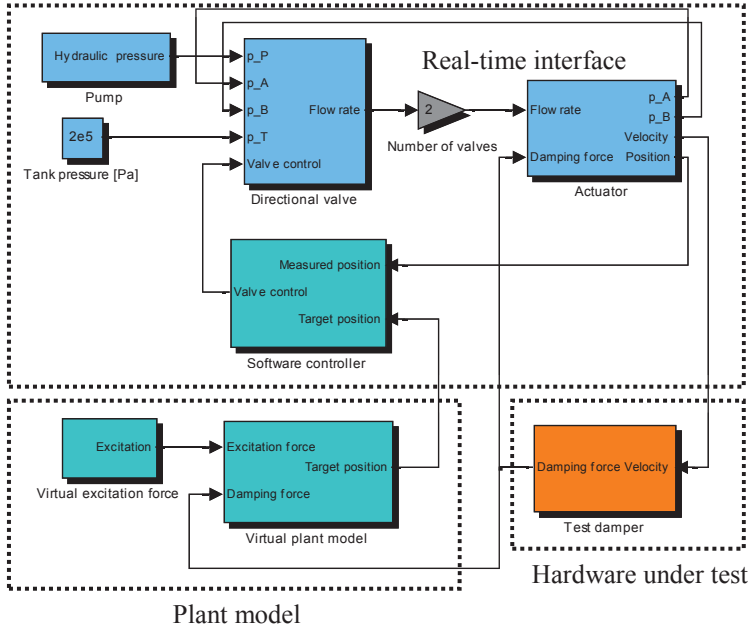 Hydraulic pressure
Pump
2e5
Tank pressure [Pa]
p_P
p_A
p_B
p_T
Valve control
Flow rate
Directional valve
2
Number of valves
Real-time interface
Flow rate
Damping force
p_A
p_B
Velocity
Position
Actuator
Measured position
Valve control
Target position
Software controller
Excitation
Virtual excitation force
Excitation force
Target position
Damping force
Virtual plant model
Damping force Velocity
Test damper
Hardware under test
Plant model